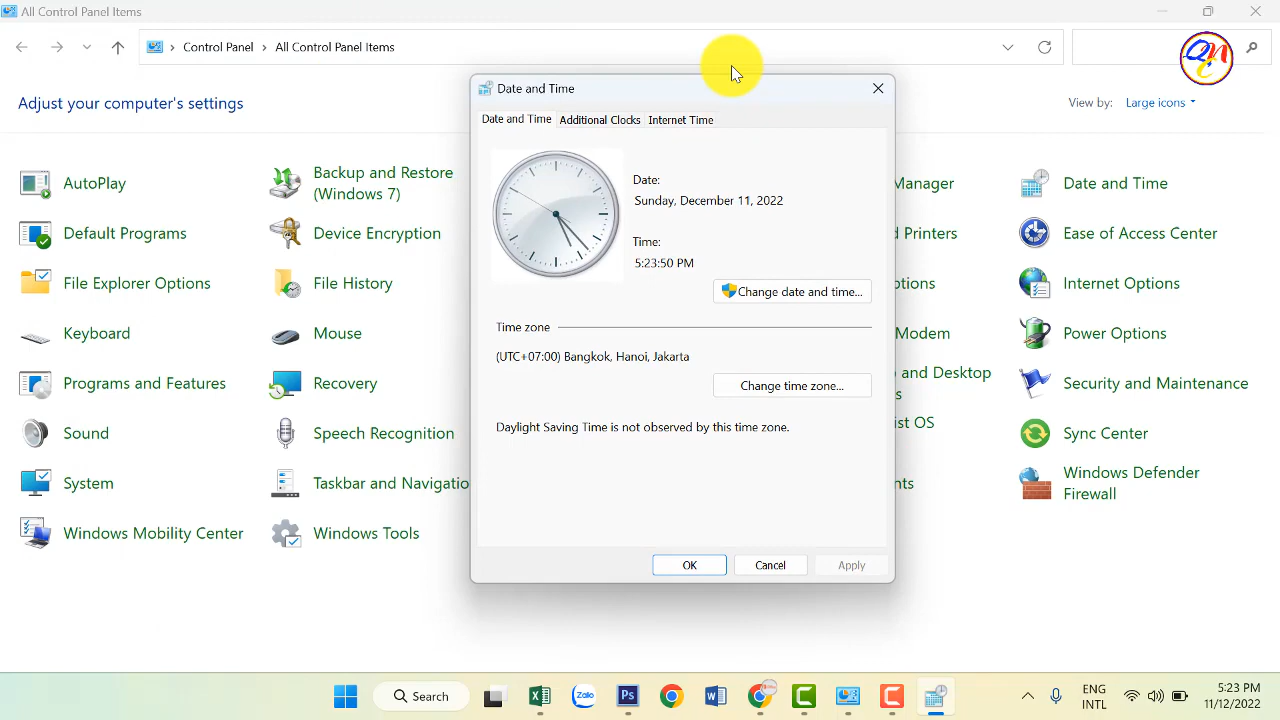 All Control Panel Items
Control Panel
All Control Panel Items
Adjust your computer's settings
View by:
Large icons
AutoPlay
Backup and Restore
(Windows 7)
Manager
Date and Time
Default Programs
Device Encryption
d Printers
Ease of Access Center
File Explorer Options
File History
ptions
Internet Options
Keyboard
Mouse
Modem
Power Options
Programs and Features
Recovery
and Desktop
s
Security and Maintenance
Sound
Speech Recognition
ist OS
Sync Center
System
Taskbar and Navigatio
nts
Windows Defender
Firewall
Windows Mobility Center
Windows Tools
Date and Time
Date and Time
Additional Clocks
Internet Time
Date:
Sunday, December 11, 2022
Time:
5:23:50 PM
Change date and time...
Time zone
(UTC+07:00) Bangkok, Hanoi, Jakarta
Change time zone...
Daylight Saving Time is not observed by this time zone.
OK
Cancel
Apply
Search
Zalo
Ps
ENG
INTL
5:23 PM
11/12/2022